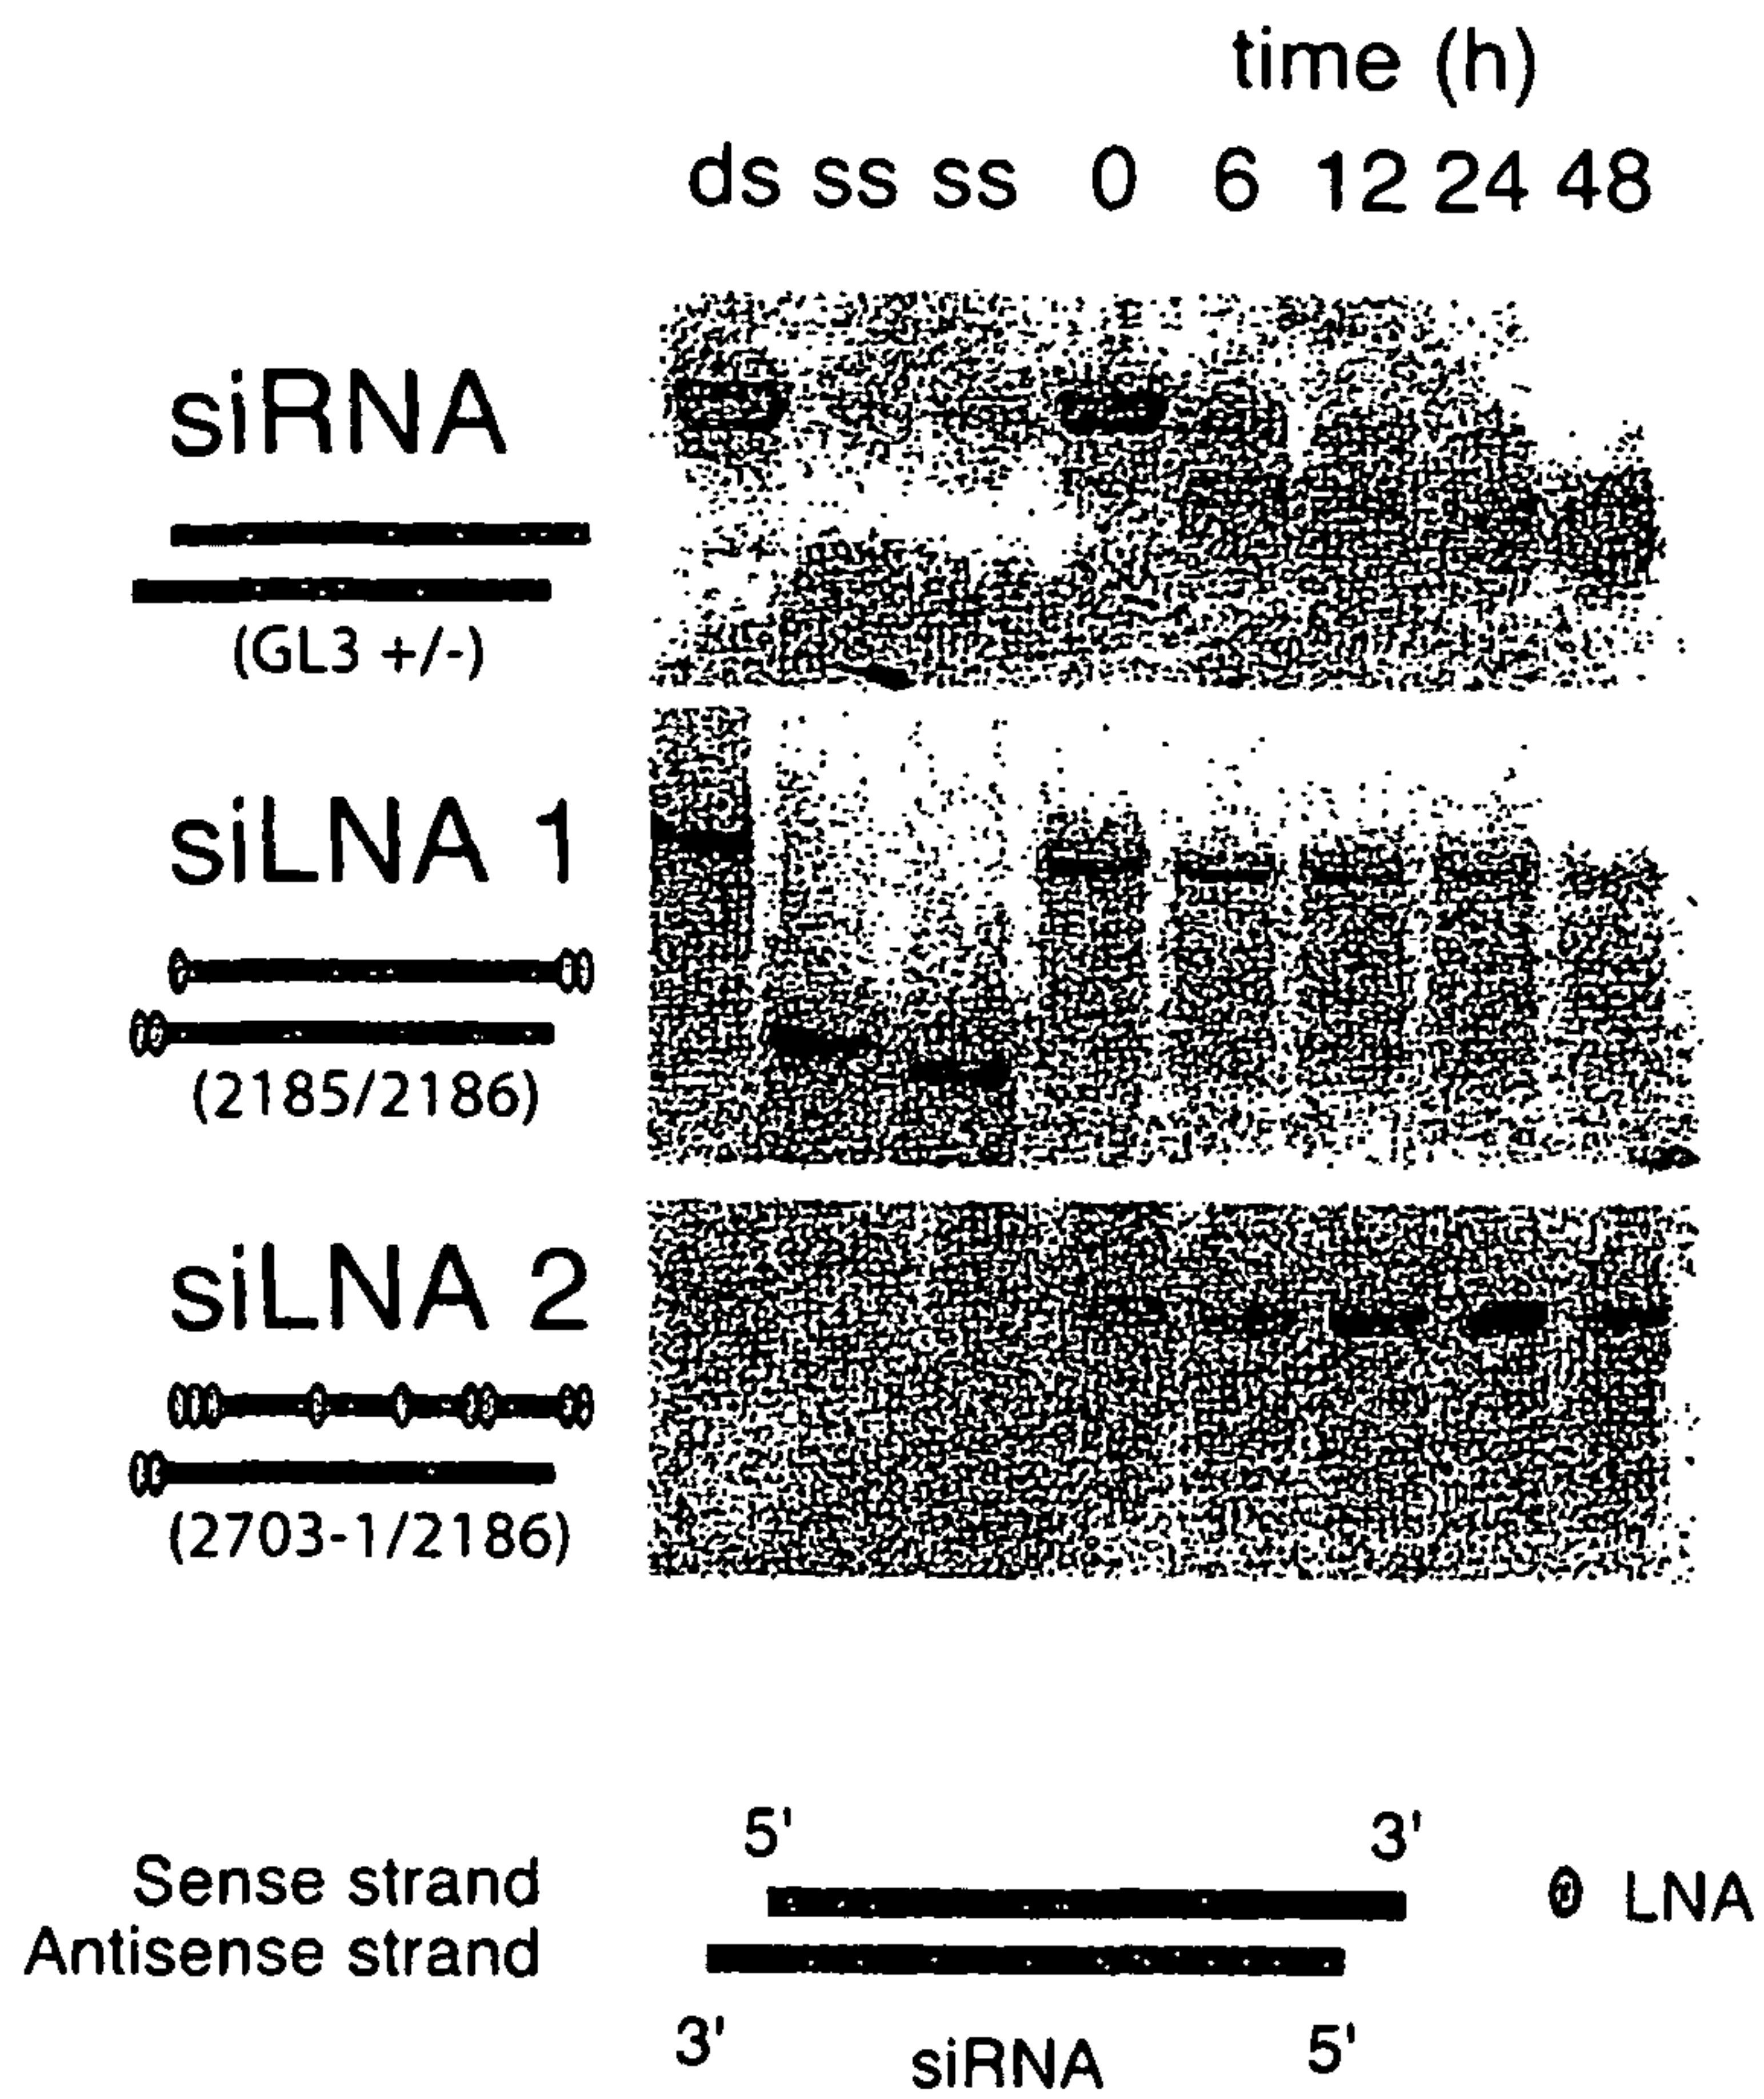 time (h)
ds ss ss 0 6 12 24 48
siRNA
(GL3 +/-)
siLNA 1
(2185/2186)
siLNA 2
(2703-1/2186)
5' 3'
Sense strand
LNA
Antisense strand
3' siRNA 5'